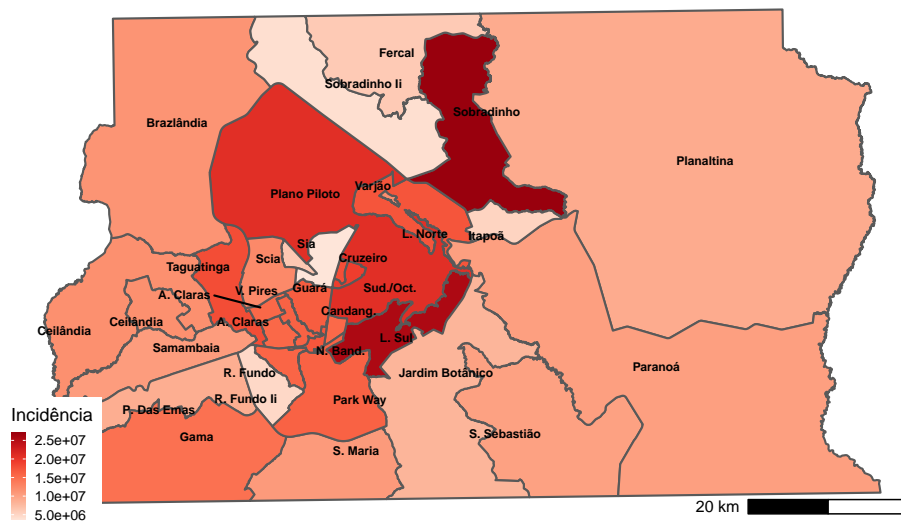 Fercal
Sobradinho Ii
Sobradinho
Brazlândia
Planaltina
Varjão
Plano Piloto
L. Norte
Itapoã
Sia
Scia
Cruzeiro
Taguatinga
V. Pires
Guará
Sud./Oct.
A. Claras
Candang.
Ceilândia
Ceilândia
A. Claras
L. Sul
Samambaia
N. Band.
R. Fundo
Jardim Botânico
Paranoá
R. Fundo Ii
Park Way
P. Das Emas
Gama
S. Sebastião
S. Maria
Incidência
2.5e+07
2.0e+07
1.5e+07
1.0e+07
5.0e+06
20 km